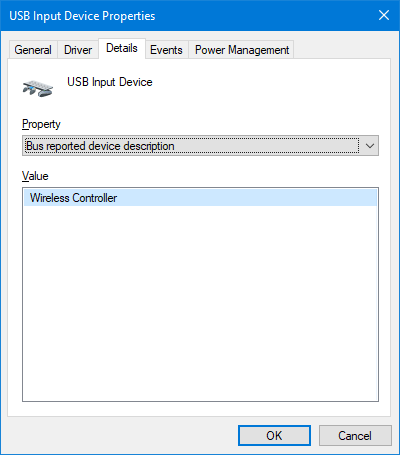 USB Input Device Properties
General Driver Details Events Power Management
USB Input Device
Property
Bus reported device description
Value
Wireless Controller
OK Cancel